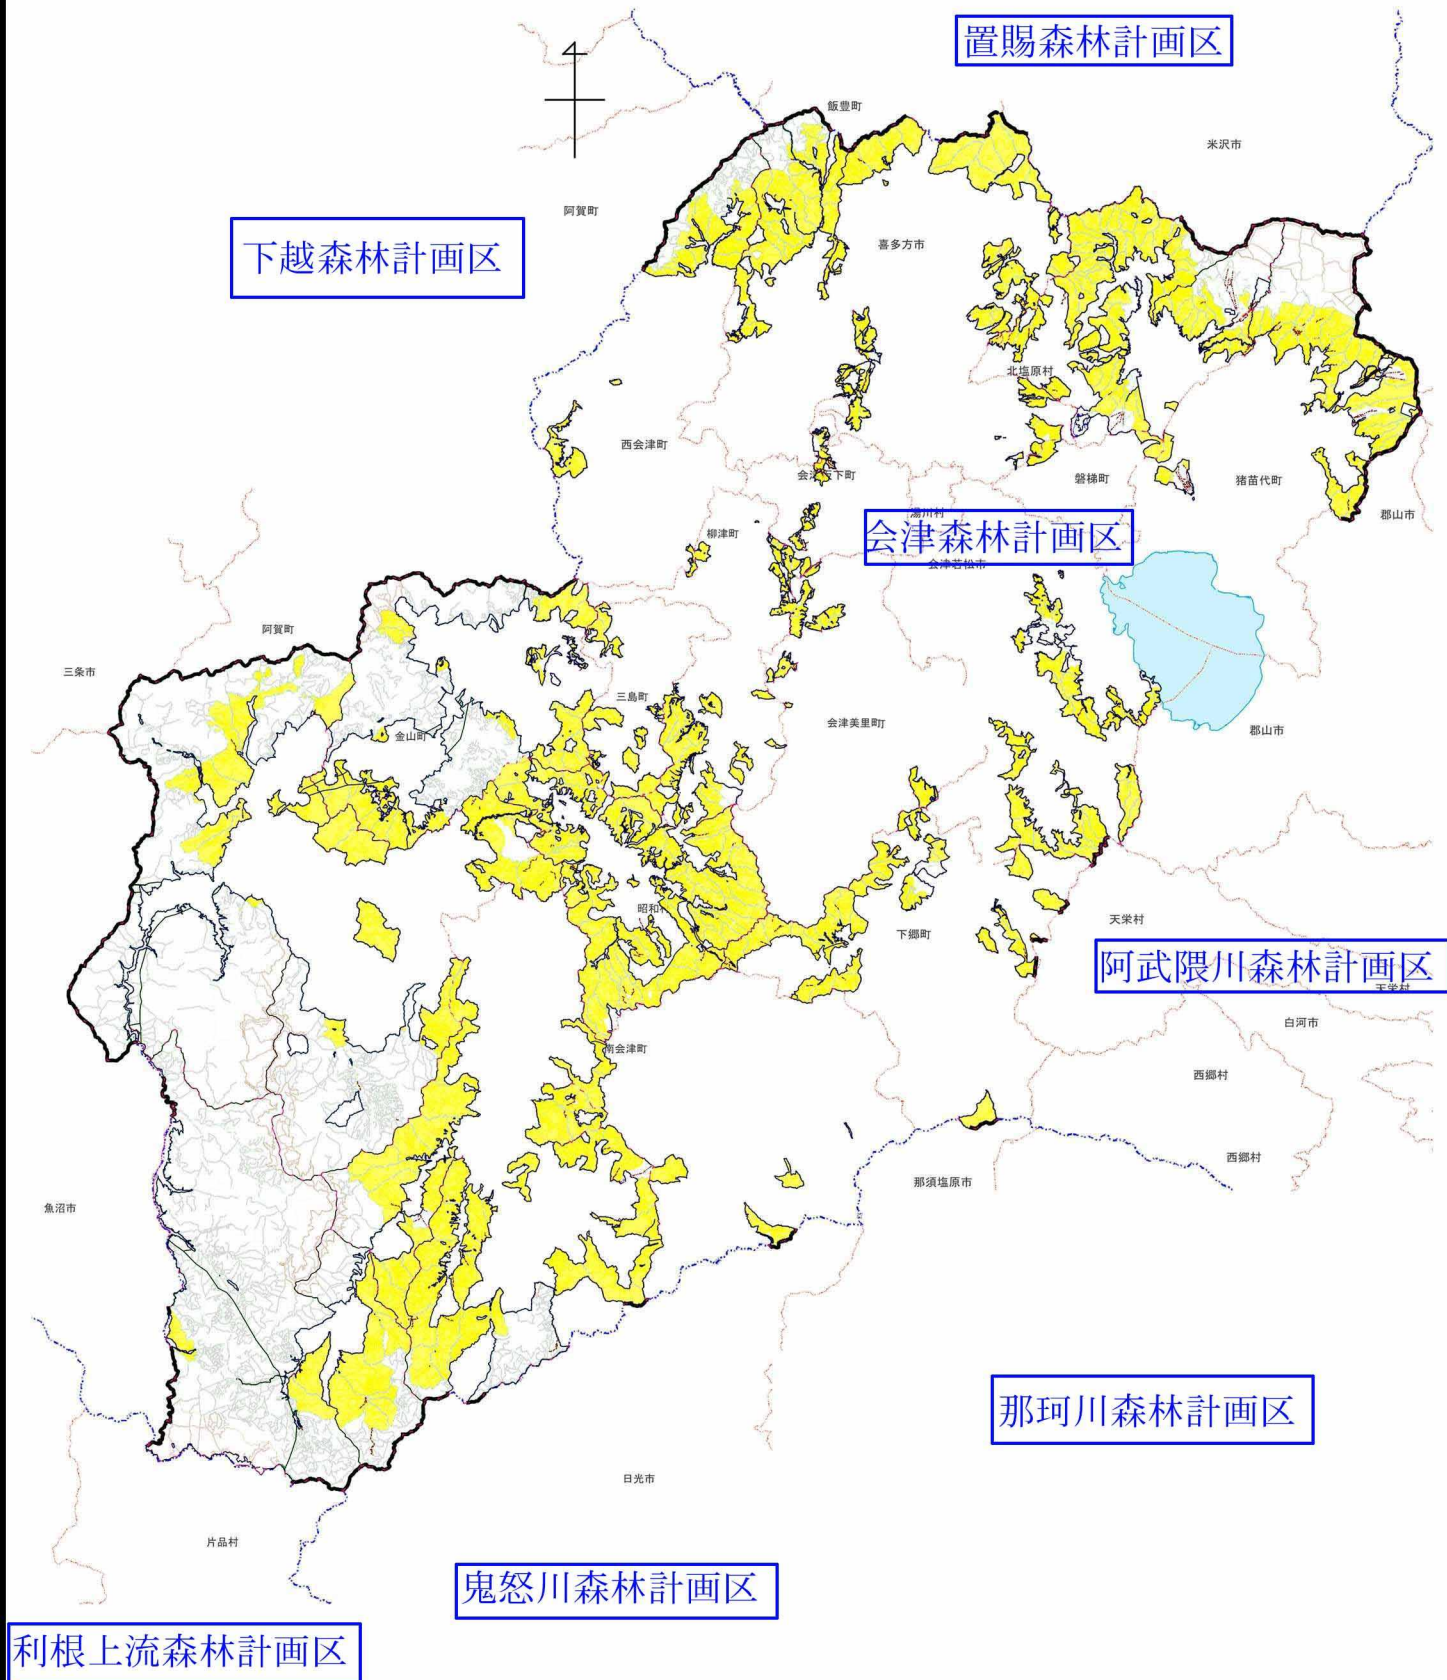 置賜森林計画区
飯豊町
米沢市
阿賀町
下越森林計画区
喜多方市
北塩原村
西会津町
磐梯町
猪苗代町
郡山市
柳津町
湯川村
会津森林計画区
会津若松市
阿賀町
三条市
三島町
金山町
会津美里町
郡山市
下郷町
天栄村
阿武隈川森林計画区
天栄村
白河市
南会津町
西郷村
西郷村
那須塩原市
魚沼市
那珂川森林計画区
日光市
片品村
鬼怒川森林計画区
利根上流森林計画区